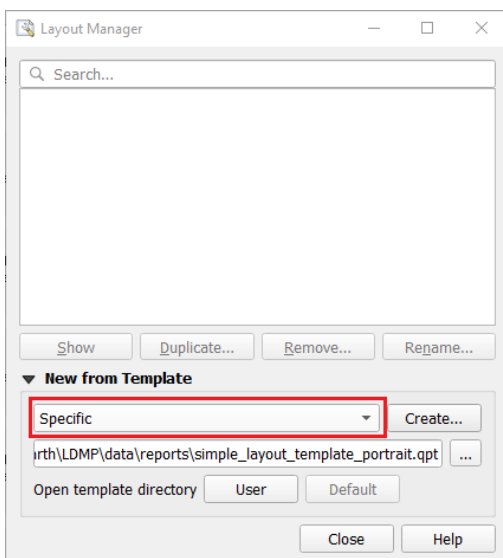 Layout Manager
Search...
Show Duplicate... Remove... Rename...
New from Template
Specific Create...
arth\LDMP\data\reports\simple_layout_template_portrait.qpt ...
Open template directory User Default
Close Help